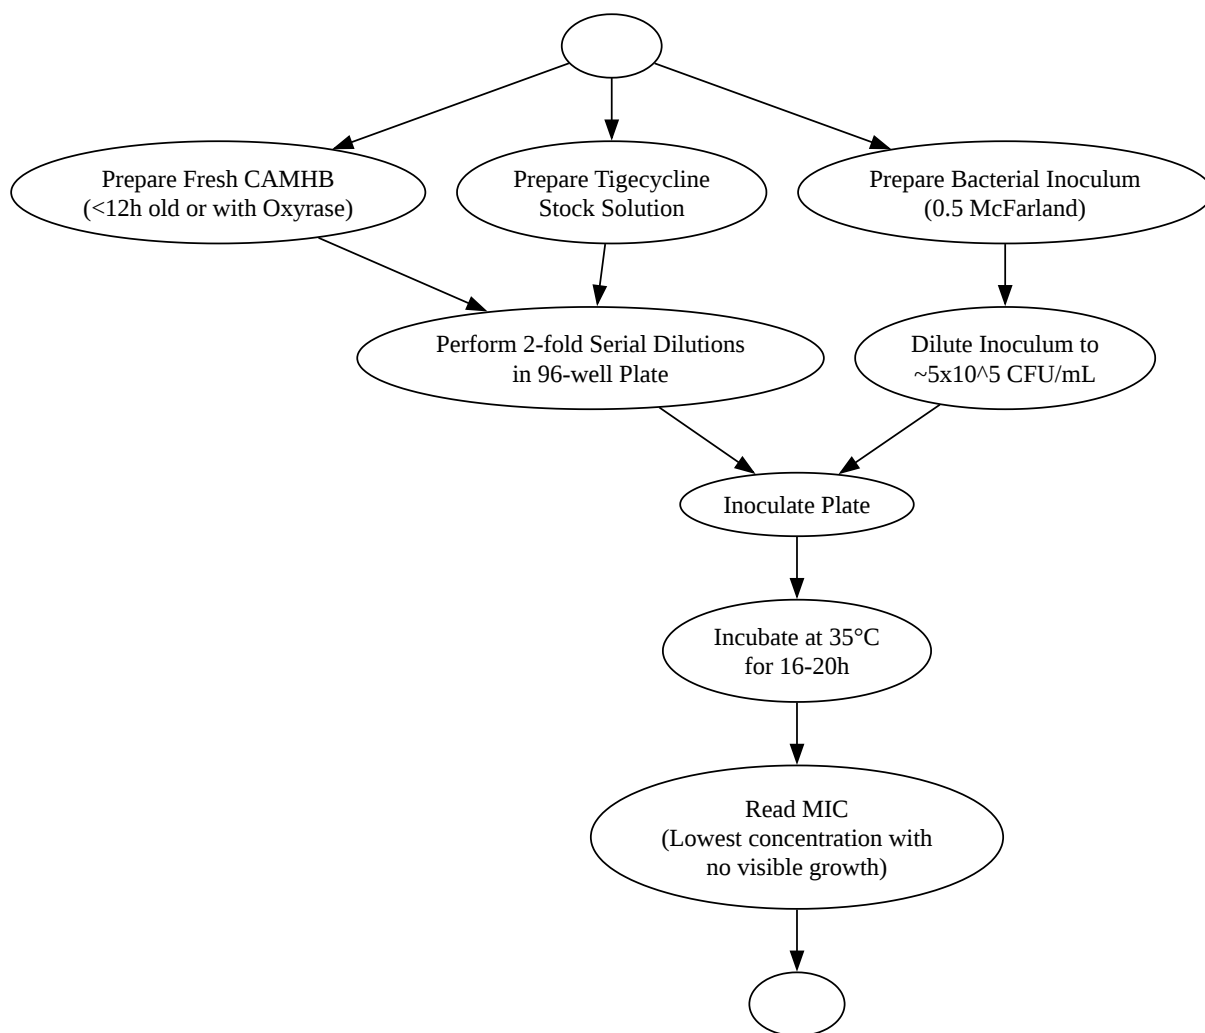 Prepare Fresh CAMHB
(<12h old or with Oxyrase)
Prepare Tigecycline
Stock Solution
Prepare Bacterial Inoculum
(0.5 McFarland)
Perform 2-fold Serial Dilutions
in 96-well Plate
Dilute Inoculum to
~5x10^5 CFU/mL
Inoculate Plate
Incubate at 35°C
for 16-20h
Read MIC
(Lowest concentration with
no visible growth)